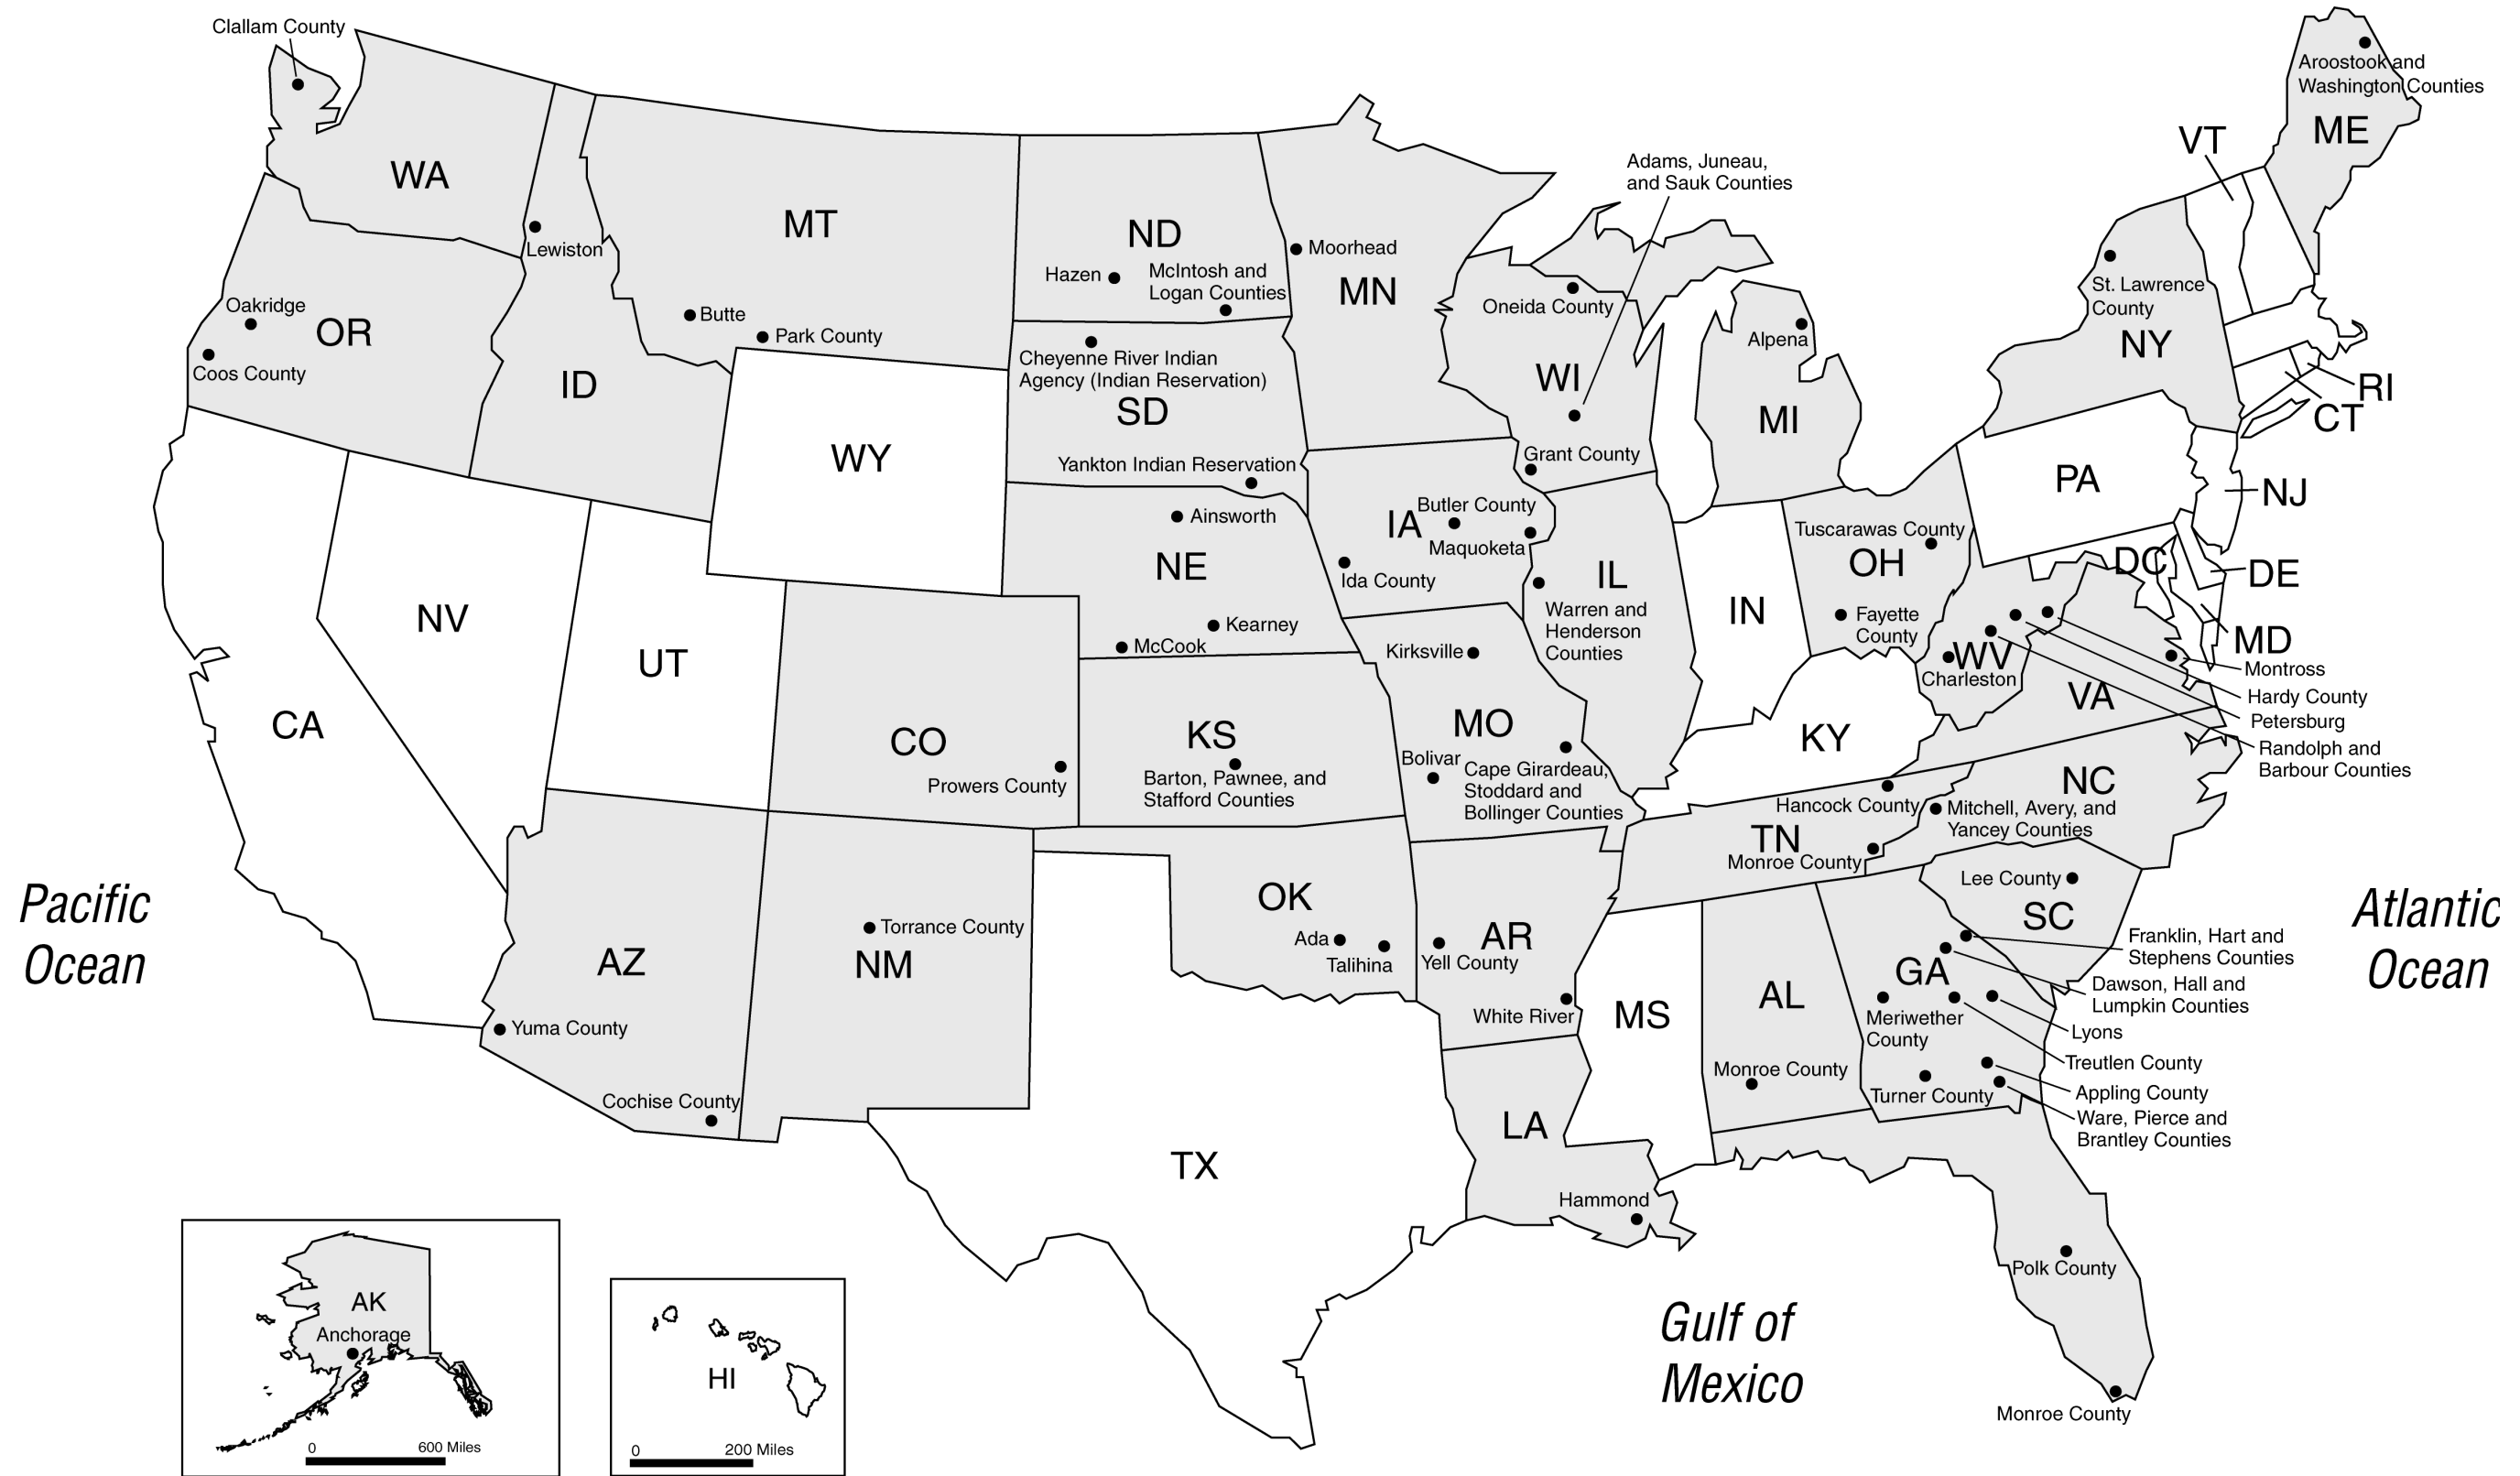 Clallam County
Aroostook and
Washington Counties
ME
VT
WA
Adams, Juneau,
and Sauk Counties
MT
ND
Lewiston
Moorhead
Hazen
McIntosh and
Logan Counties
MN
Oneida County
St. Lawrence
County
NY
Oakridge
OR
Butte
Park County
Alpena
Coos County
ID
Cheyenne River Indian
Agency (Indian Reservation)
SD
WI
MI
RI
CT
WY
Yankton Indian Reservation
Grant County
PA
NJ
Ainsworth
Butler County
IA
Maquoketa
Tuscarawas County
OH
DC
DE
NE
Ida County
IL
NV
IN
Kearney
McCook
Warren and
Henderson
Counties
Fayette
County
MD
UT
Kirksville
WV
Charleston
Montross
VA
Hardy County
Petersburg
Randolph and
Barbour Counties
CA
CO
KS
MO
KY
Prowers County
Barton, Pawnee, and
Stafford Counties
Bolivar
Cape Girardeau,
Stoddard and
Bollinger Counties
NC
Hancock County
Mitchell, Avery, and
Yancey Counties
TN
Monroe County
Pacific
Ocean
OK
Lee County
SC
Atlantic
Ocean
Torrance County
AZ
NM
Ada
Talihina
AR
Yell County
Franklin, Hart and
Stephens Counties
GA
Dawson, Hall and
Lumpkin Counties
AL
MS
White River
Meriwether
County
Lyons
Yuma County
Treutlen County
Monroe County
Turner County
Appling County
Cochise County
LA
Ware, Pierce and
Brantley Counties
TX
Hammond
Polk County
AK
Anchorage
HI
Gulf of
Mexico
Monroe County
0 600 Miles
0 200 Miles